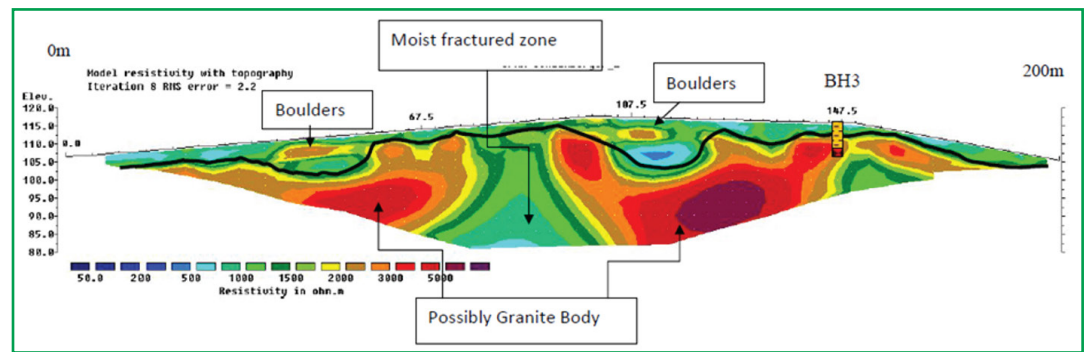 0m
Moist fractured zone
Model resistivity with topography
Iteration 8 RMS error = 2.2
Boulders
Boulders
BH3
200m
Elev.
120.0
115.0
110.0
105.0
100.0
95.0
90.0
85.0
80.0
0.0
67.5
107.5
147.5
50.0 200 500 1000 1500 2000 3000 5000
Resistivity in ohm.m
Possibly Granite Body